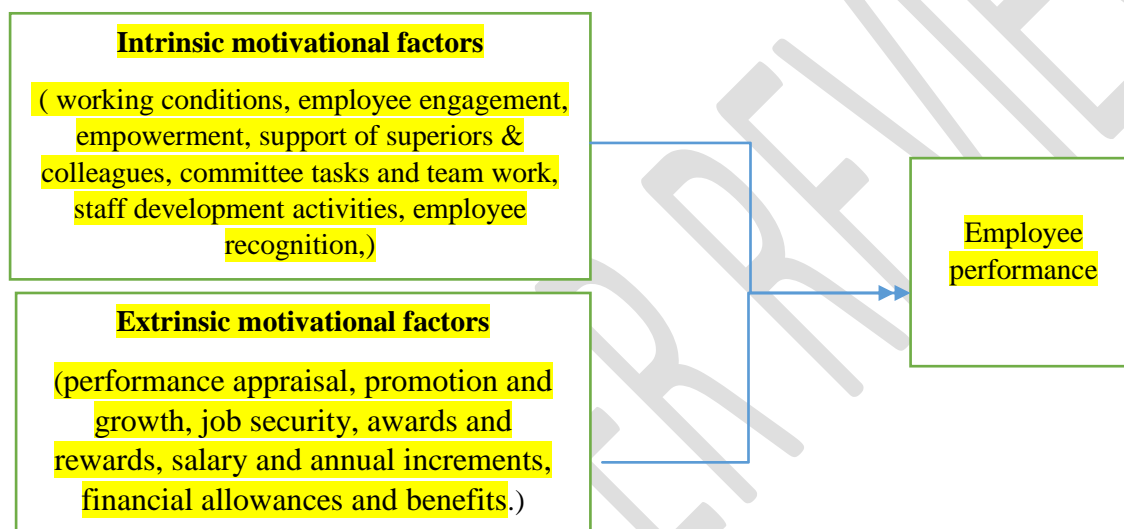 Intrinsic motivational factors
( working conditions, employee engagement,
empowerment, support of superiors &
colleagues, committee tasks and team work,
staff development activities, employee
recognition,)
Employee
performance
Extrinsic motivational factors
(performance appraisal, promotion and
growth, job security, awards and
rewards, salary and annual increments,
financial allowances and benefits.)